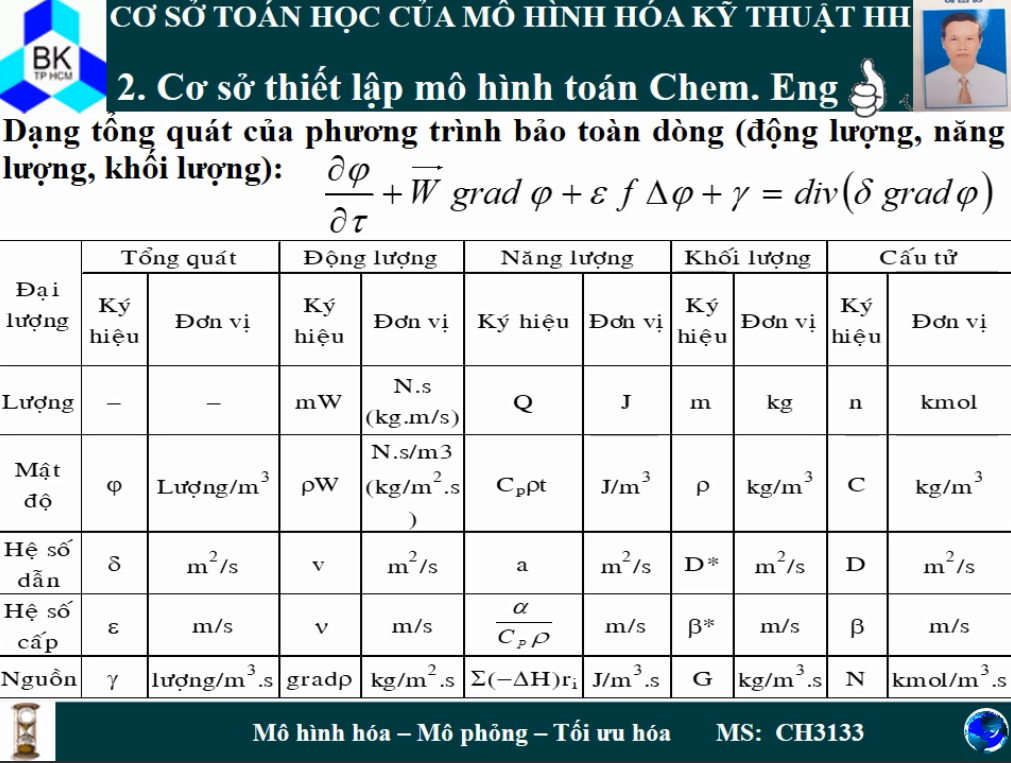 CƠ SỞ TOÁN HỌC CỦA MÔ HÌNH HÓA KỸ THUẬT HH
BK
TP HCM
2. Cơ sở thiết lập mô hình toán Chem. Eng
Dạng tổng quát của phương trình bảo toàn dòng (động lượng, năng
lượng, khối lượng):
∂φ/∂τ + W⃗ grad φ + ε f Δφ + γ = div(δ grad φ)
Đại lượng | Tổng quát | Động lượng | Năng lượng | Khối lượng | Cấu tử
Ký hiệu | Đơn vị | Ký hiệu | Đơn vị | Ký hiệu | Đơn vị | Ký hiệu | Đơn vị | Ký hiệu | Đơn vị
Lượng | – | – | mW | N.s (kg.m/s) | Q | J | m | kg | n | kmol
Mật độ | φ | Lượng/m³ | ρW | N.s/m3 (kg/m².s) | Cₚρt | J/m³ | ρ | kg/m³ | C | kg/m³
Hệ số dẫn | δ | m²/s | v | m²/s | a | m²/s | D* | m²/s | D | m²/s
Hệ số cấp | ε | m/s | ν | m/s | α/(C_P ρ) | m/s | β* | m/s | β | m/s
Nguồn | γ | lượng/m³.s | gradρ | kg/m².s | Σ(−ΔH)rᵢ | J/m³.s | G | kg/m³.s | N | kmol/m³.s
Mô hình hóa – Mô phỏng – Tối ưu hóa MS: CH3133